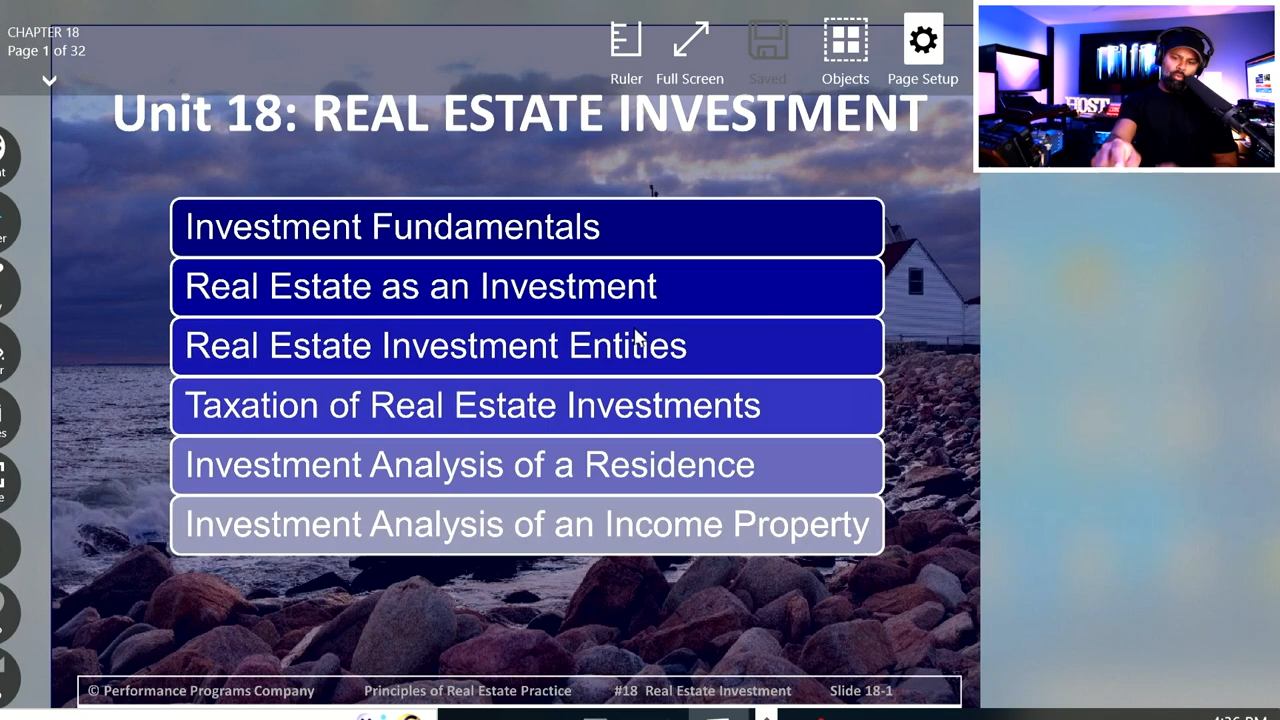 CHAPTER 18
Page 1 of 32
Ruler
Full Screen
Saved
Objects
Page Setup
Unit 18: REAL ESTATE INVESTMENT
HOST
Investment Fundamentals
Real Estate as an Investment
Real Estate Investment Entities
Taxation of Real Estate Investments
Investment Analysis of a Residence
Investment Analysis of an Income Property
© Performance Programs Company
Principles of Real Estate Practice
#18 Real Estate Investment
Slide 18-1